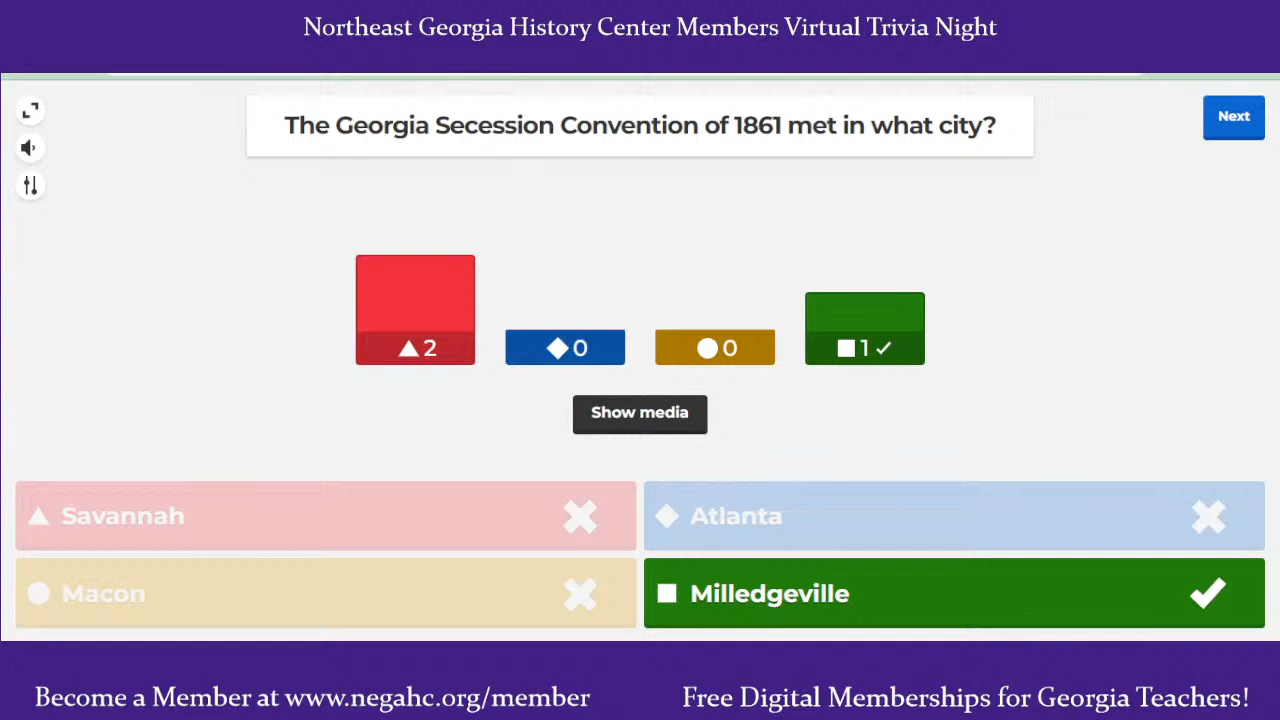 Northeast Georgia History Center Members Virtual Trivia Night
The Georgia Secession Convention of 1861 met in what city?
Next
2
0
0
1
Show media
Savannah
Atlanta
Macon
Milledgeville
Become a Member at www.negahc.org/member
Free Digital Memberships for Georgia Teachers!